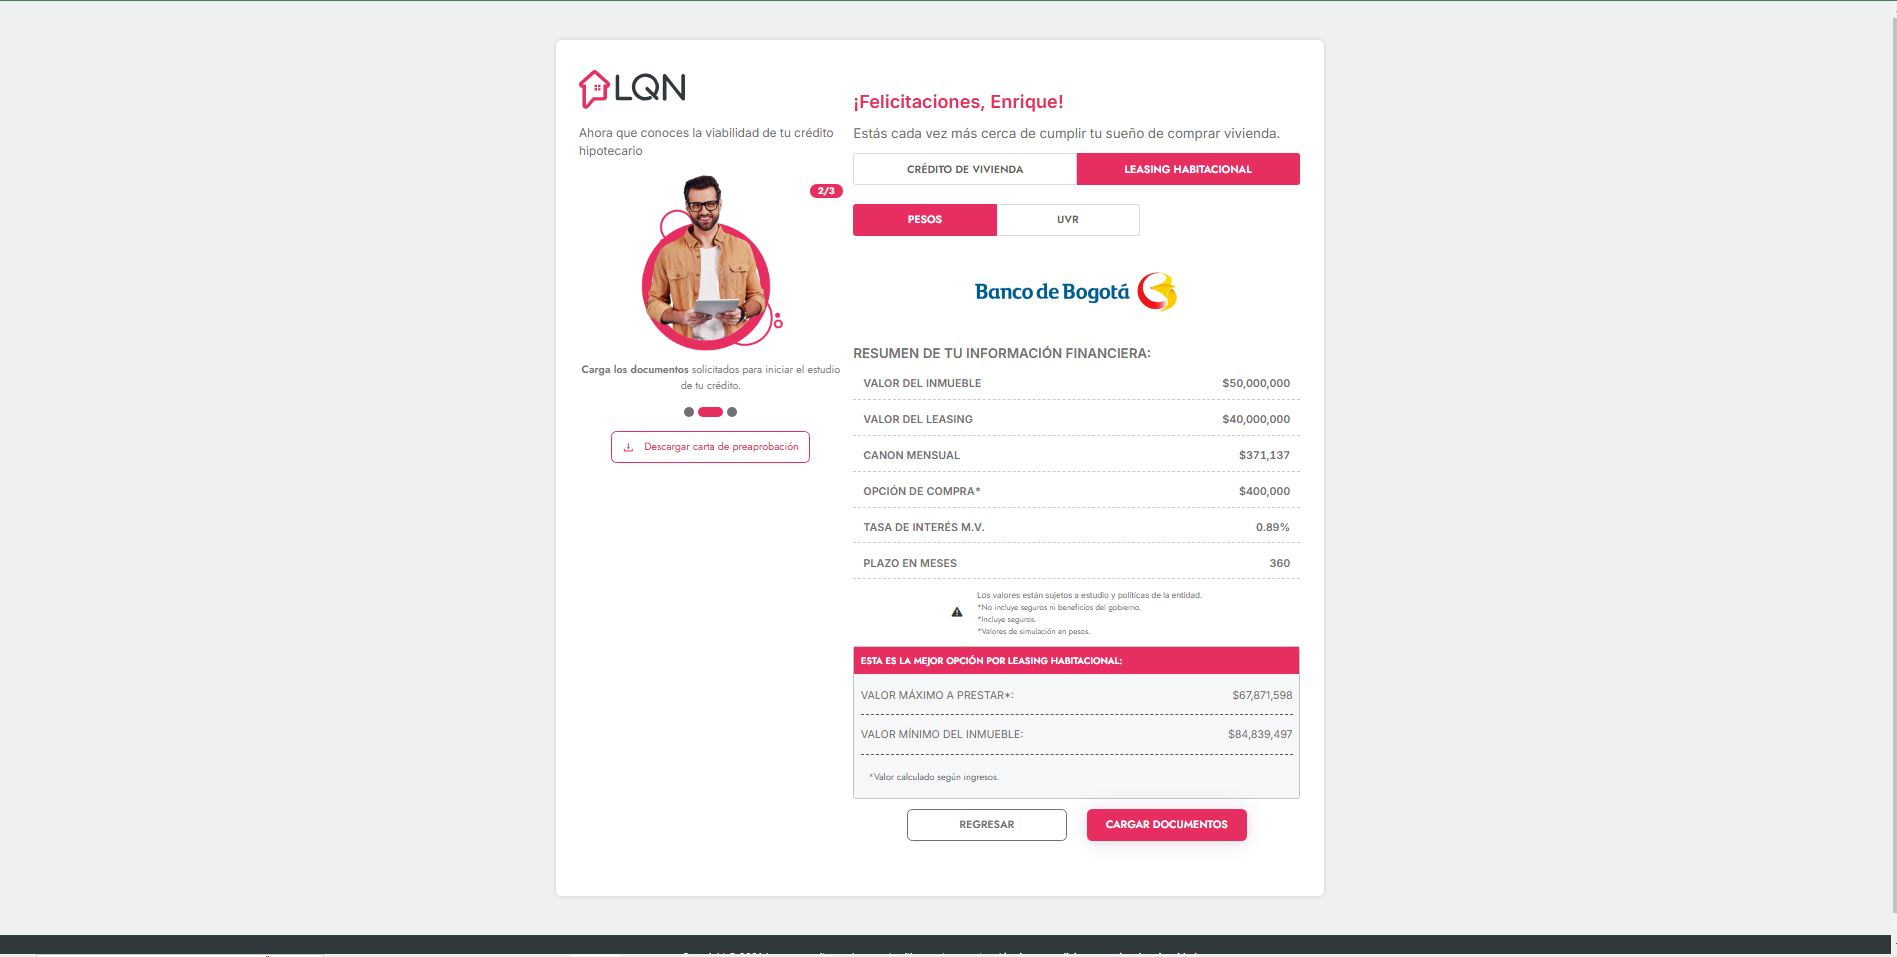 LQN
Ahora que conoces la viabilidad de tu crédito
hipotecario
2/3
Carga los documentos solicitados para iniciar el estudio
de tu crédito.
Descargar carta de preaprobación
¡Felicitaciones, Enrique!
Estás cada vez más cerca de cumplir tu sueño de comprar vivienda.
CRÉDITO DE VIVIENDA LEASING HABITACIONAL
PESOS UVR
Banco de Bogotá
RESUMEN DE TU INFORMACIÓN FINANCIERA:
VALOR DEL INMUEBLE $50,000,000
VALOR DEL LEASING $40,000,000
CANON MENSUAL $371,137
OPCIÓN DE COMPRA* $400,000
TASA DE INTERÉS M.V. 0.89%
PLAZO EN MESES 360
Los valores están sujetos a estudio y políticas de la entidad.
*No incluye seguros ni beneficios del gobierno.
*Incluye seguros.
*Valores de simulación en pesos.
ESTA ES LA MEJOR OPCIÓN POR LEASING HABITACIONAL:
VALOR MÁXIMO A PRESTAR*: $67,871,598
VALOR MÍNIMO DEL INMUEBLE: $84,839,497
*Valor calculado según ingresos.
REGRESAR CARGAR DOCUMENTOS